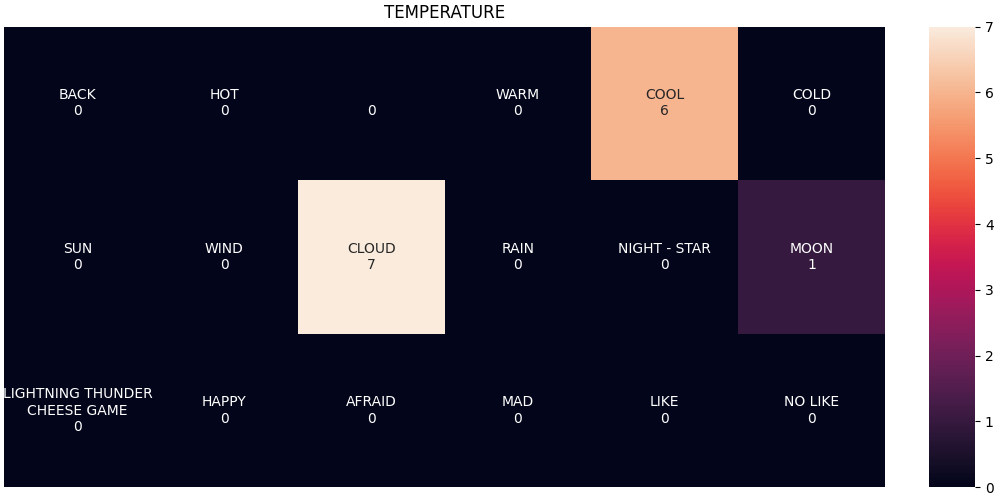 TEMPERATURE
BACK
0
HOT
0
0
WARM
0
COOL
6
COLD
0
SUN
0
WIND
0
CLOUD
7
RAIN
0
NIGHT - STAR
0
MOON
1
LIGHTNING THUNDER
CHEESE GAME
0
HAPPY
0
AFRAID
0
MAD
0
LIKE
0
NO LIKE
0
7
6
5
4
3
2
1
0